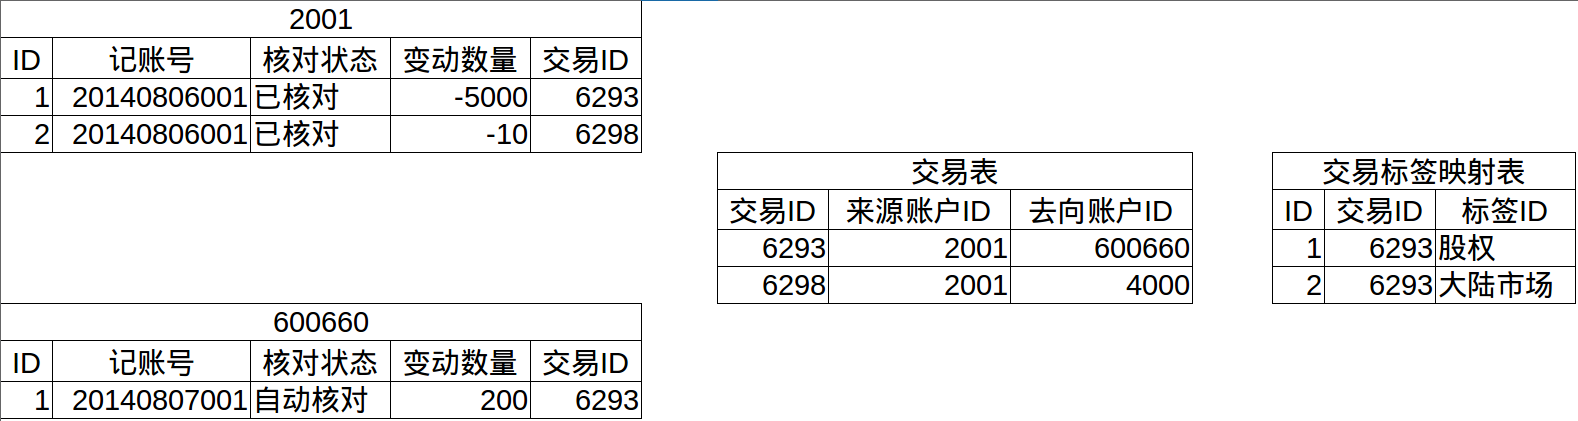 2001
ID 记账号 核对状态 变动数量 交易ID
1 20140806001 已核对 -5000 6293
2 20140806001 已核对 -10 6298
交易表
交易ID 来源账户ID 去向账户ID
6293 2001 600660
6298 2001 4000
交易标签映射表
ID 交易ID 标签ID
1 6293 股权
2 6293 大陆市场
600660
ID 记账号 核对状态 变动数量 交易ID
1 20140807001 自动核对 200 6293